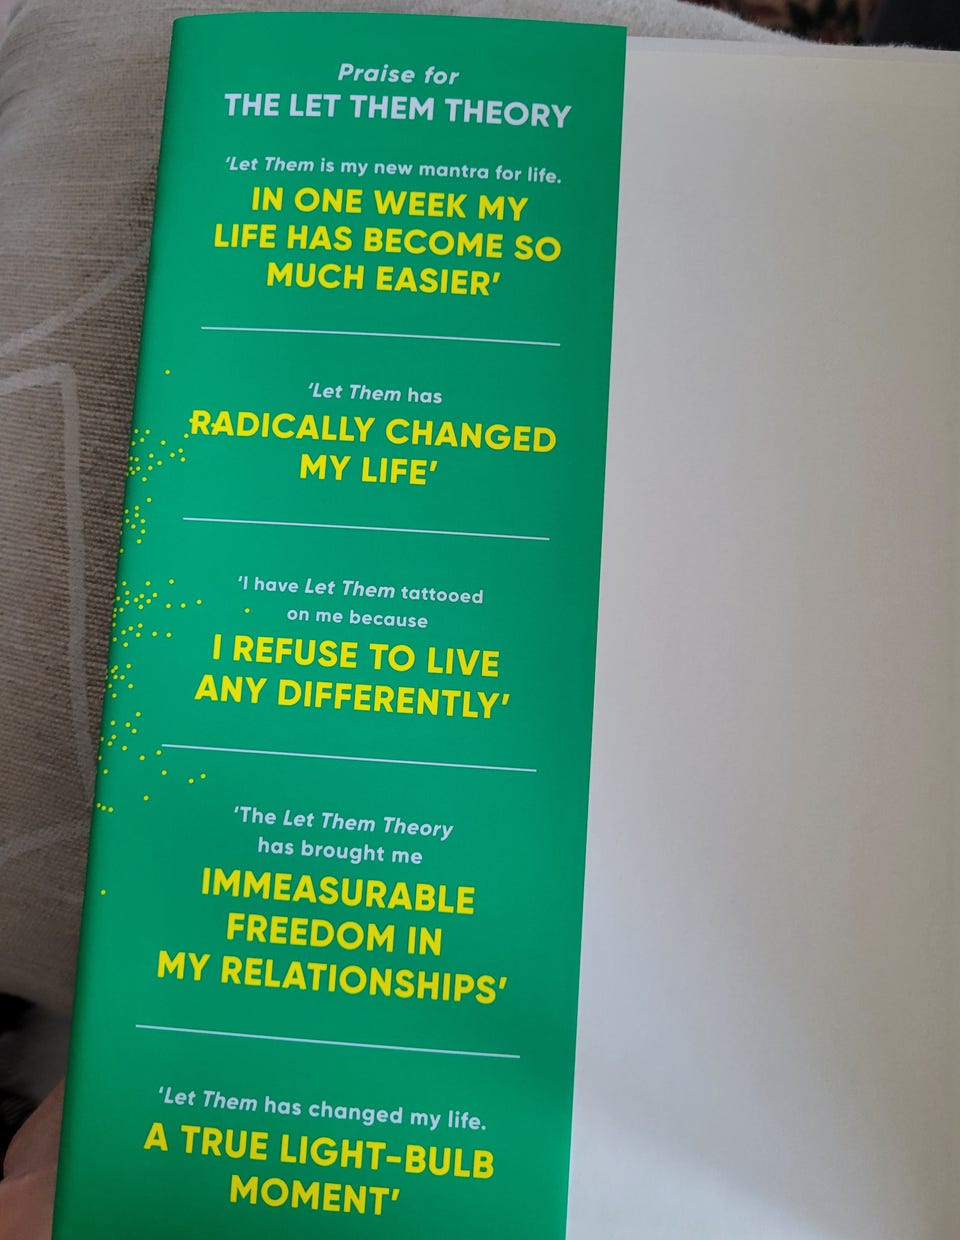 Praise for
THE LET THEM THEORY
‘Let Them is my new mantra for life.
IN ONE WEEK MY
LIFE HAS BECOME SO
MUCH EASIER’
‘Let Them has
RADICALLY CHANGED
MY LIFE’
‘I have Let Them tattooed
on me because
I REFUSE TO LIVE
ANY DIFFERENTLY’
‘The Let Them Theory
has brought me
IMMEASURABLE
FREEDOM IN
MY RELATIONSHIPS’
‘Let Them has changed my life.
A TRUE LIGHT-BULB
MOMENT’